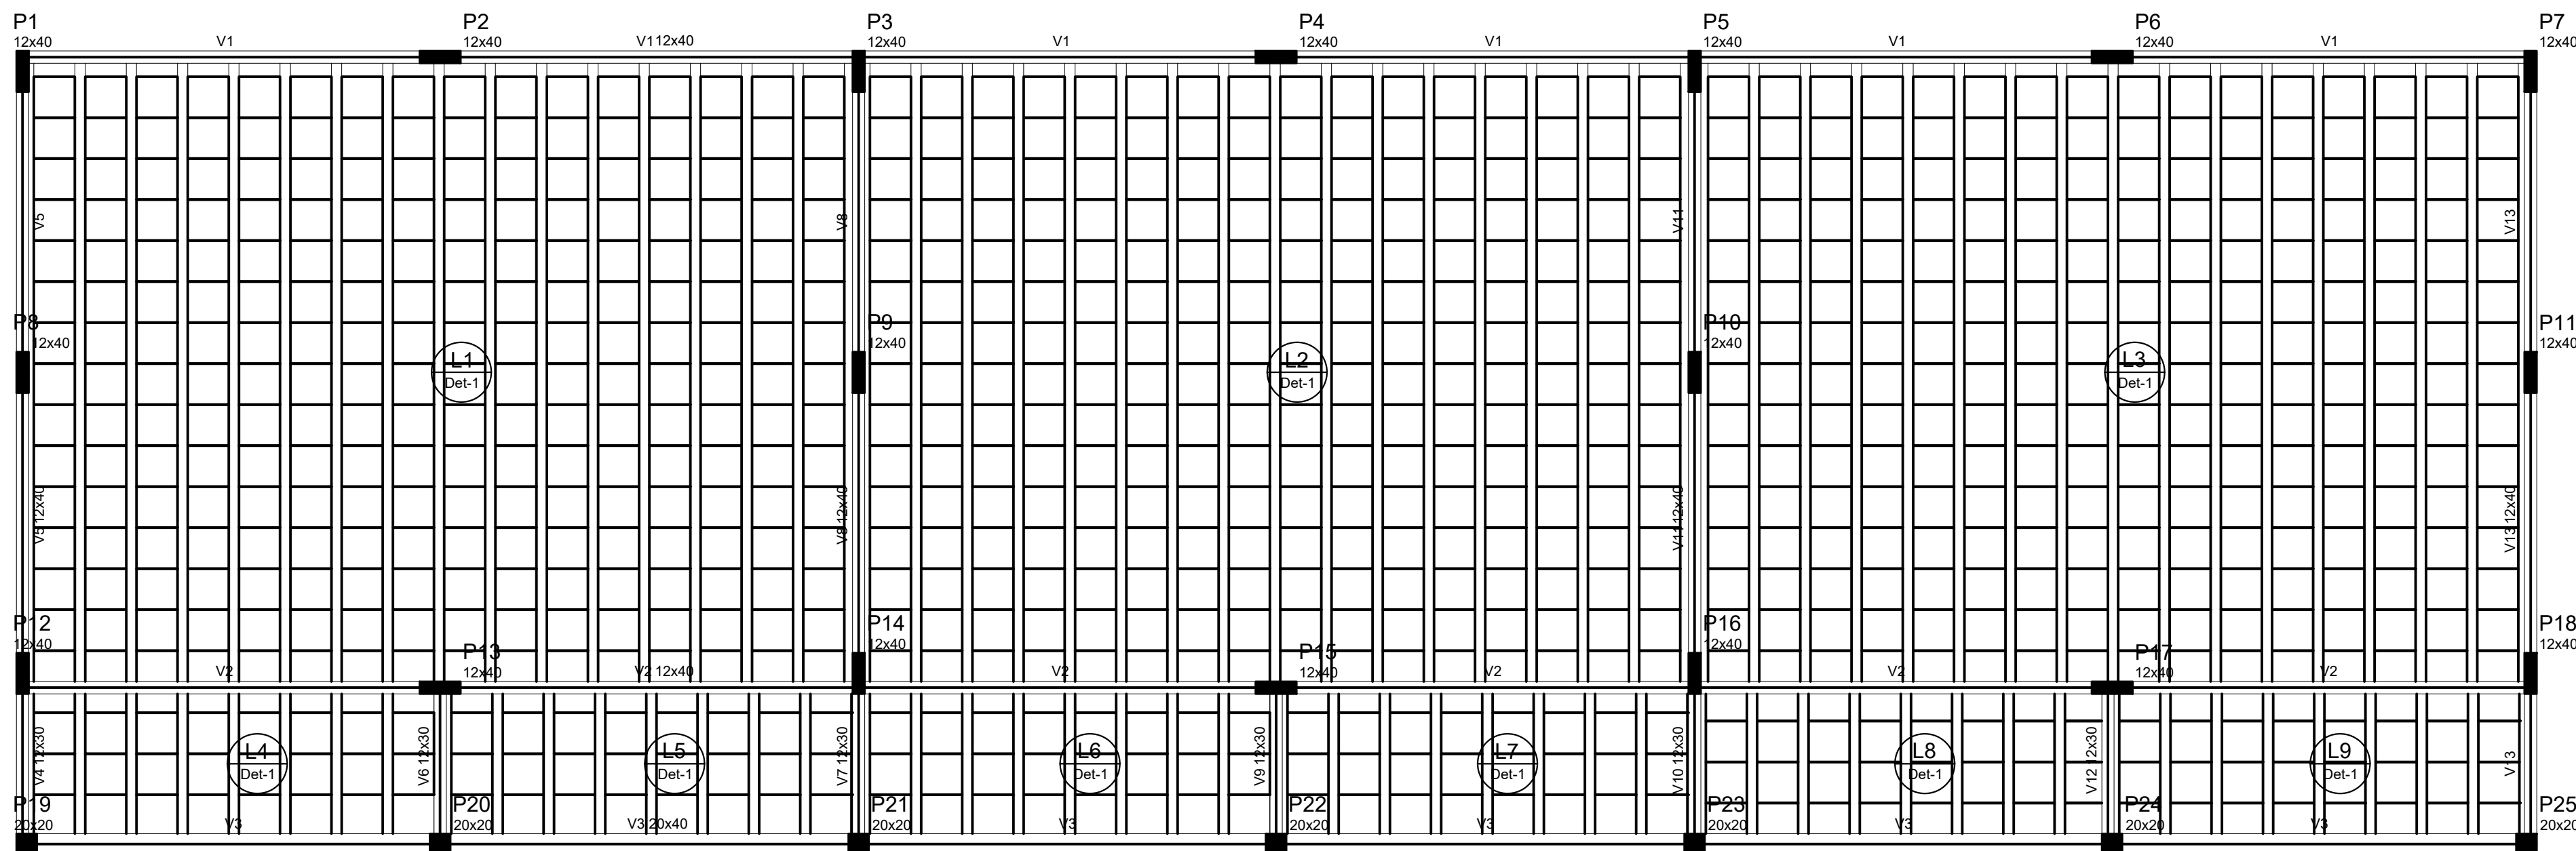 P1
12x40
V1
P2
12x40
V1 12x40
P3
12x40
V1
P4
12x40
V1
P5
12x40
V1
P6
12x40
V1
P7
12x40
V5
V8
V11
V13
P8
12x40
P9
12x40
P10
12x40
P11
12x40
L1
Det-1
L2
Det-1
L3
Det-1
V5 12x40
V8 12x40
V11 12x40
V13 12x40
P12
12x40
V2
P13
12x40
V2 12x40
P14
12x40
V2
P15
12x40
V2
P16
12x40
V2
P17
12x40
V2
P18
12x40
V4 12x30
L4
Det-1
V6 12x30
L5
Det-1
V7 12x30
L6
Det-1
V9 12x30
L7
Det-1
V10 12x30
L8
Det-1
V12 12x30
L9
Det-1
V13
P19
20x20
V3
P20
20x20
V3 20x40
P21
20x20
V3
P22
20x20
V3
P23
20x20
V3
P24
20x20
V3
P25
20x20